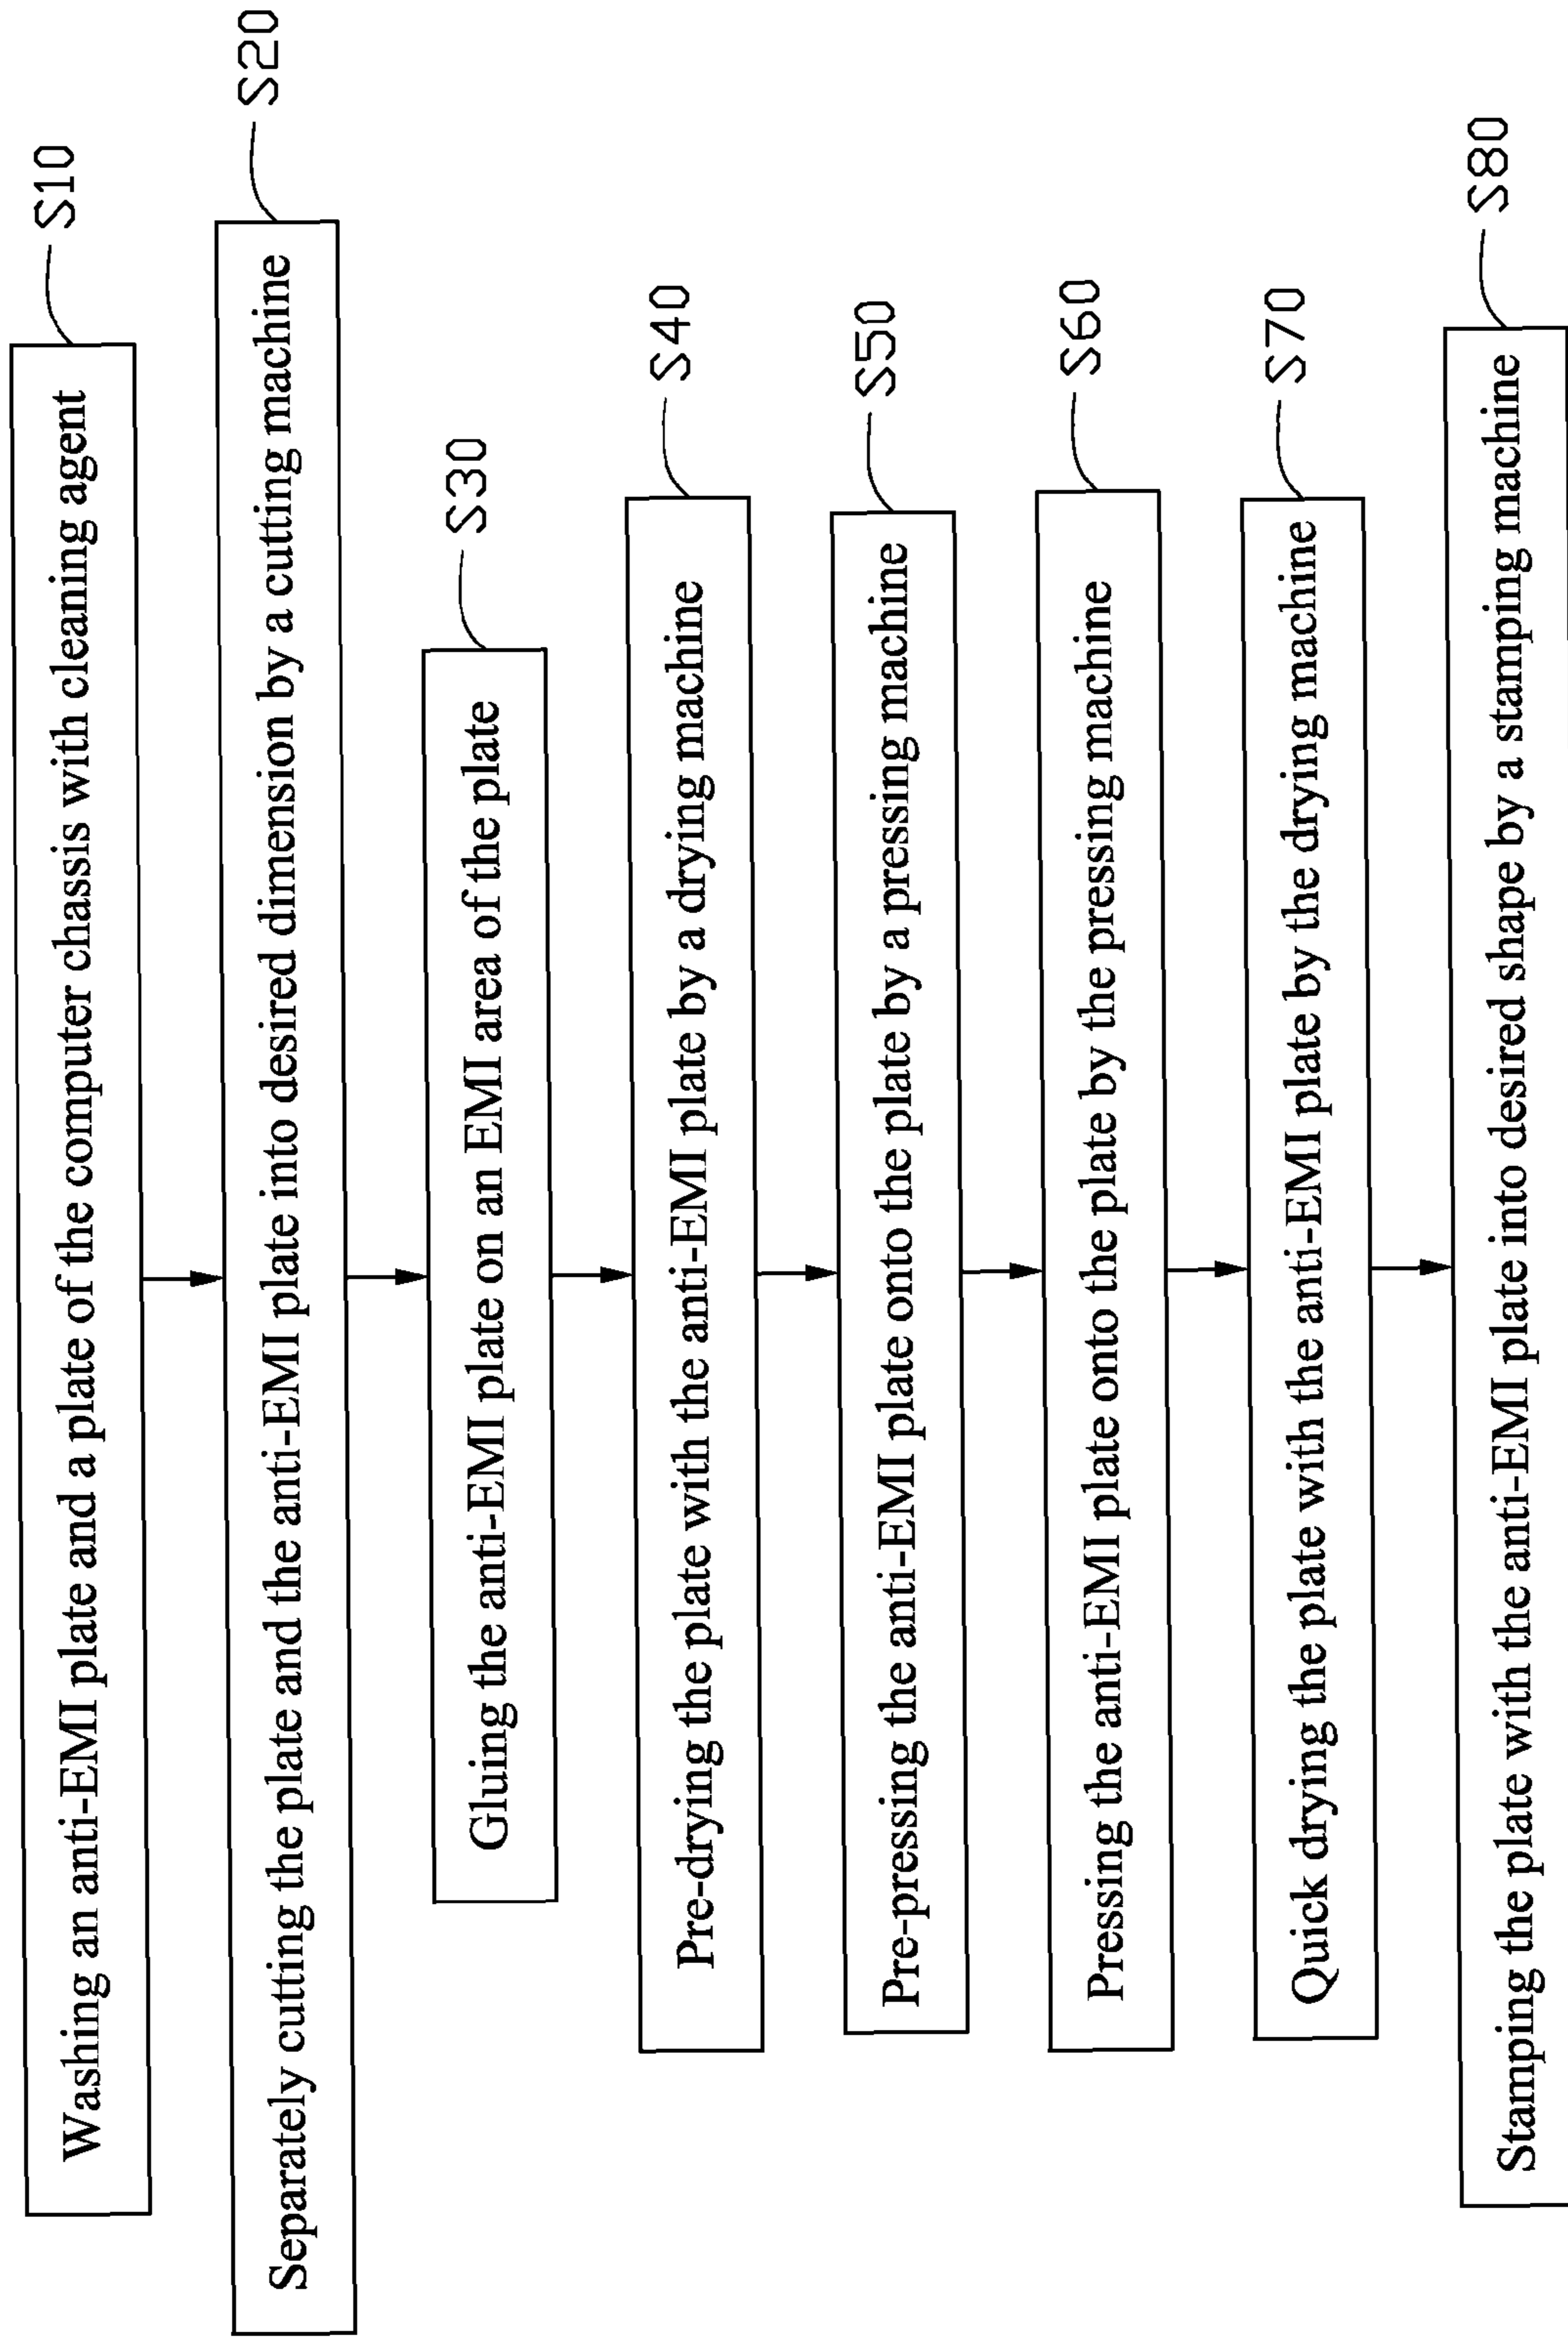 Washing an anti-EMI plate and a plate of the computer chassis with cleaning agent
S10
Separately cutting the plate and the anti-EMI plate into desired dimension by a cutting machine
S20
Gluing the anti-EMI plate on an EMI area of the plate
S30
Pre-drying the plate with the anti-EMI plate by a drying machine
S40
Pre-pressing the anti-EMI plate onto the plate by a pressing machine
S50
Pressing the anti-EMI plate onto the plate by the pressing machine
S60
Quick drying the plate with the anti-EMI plate by the drying machine
S70
Stamping the plate with the anti-EMI plate into desired shape by a stamping machine
S80